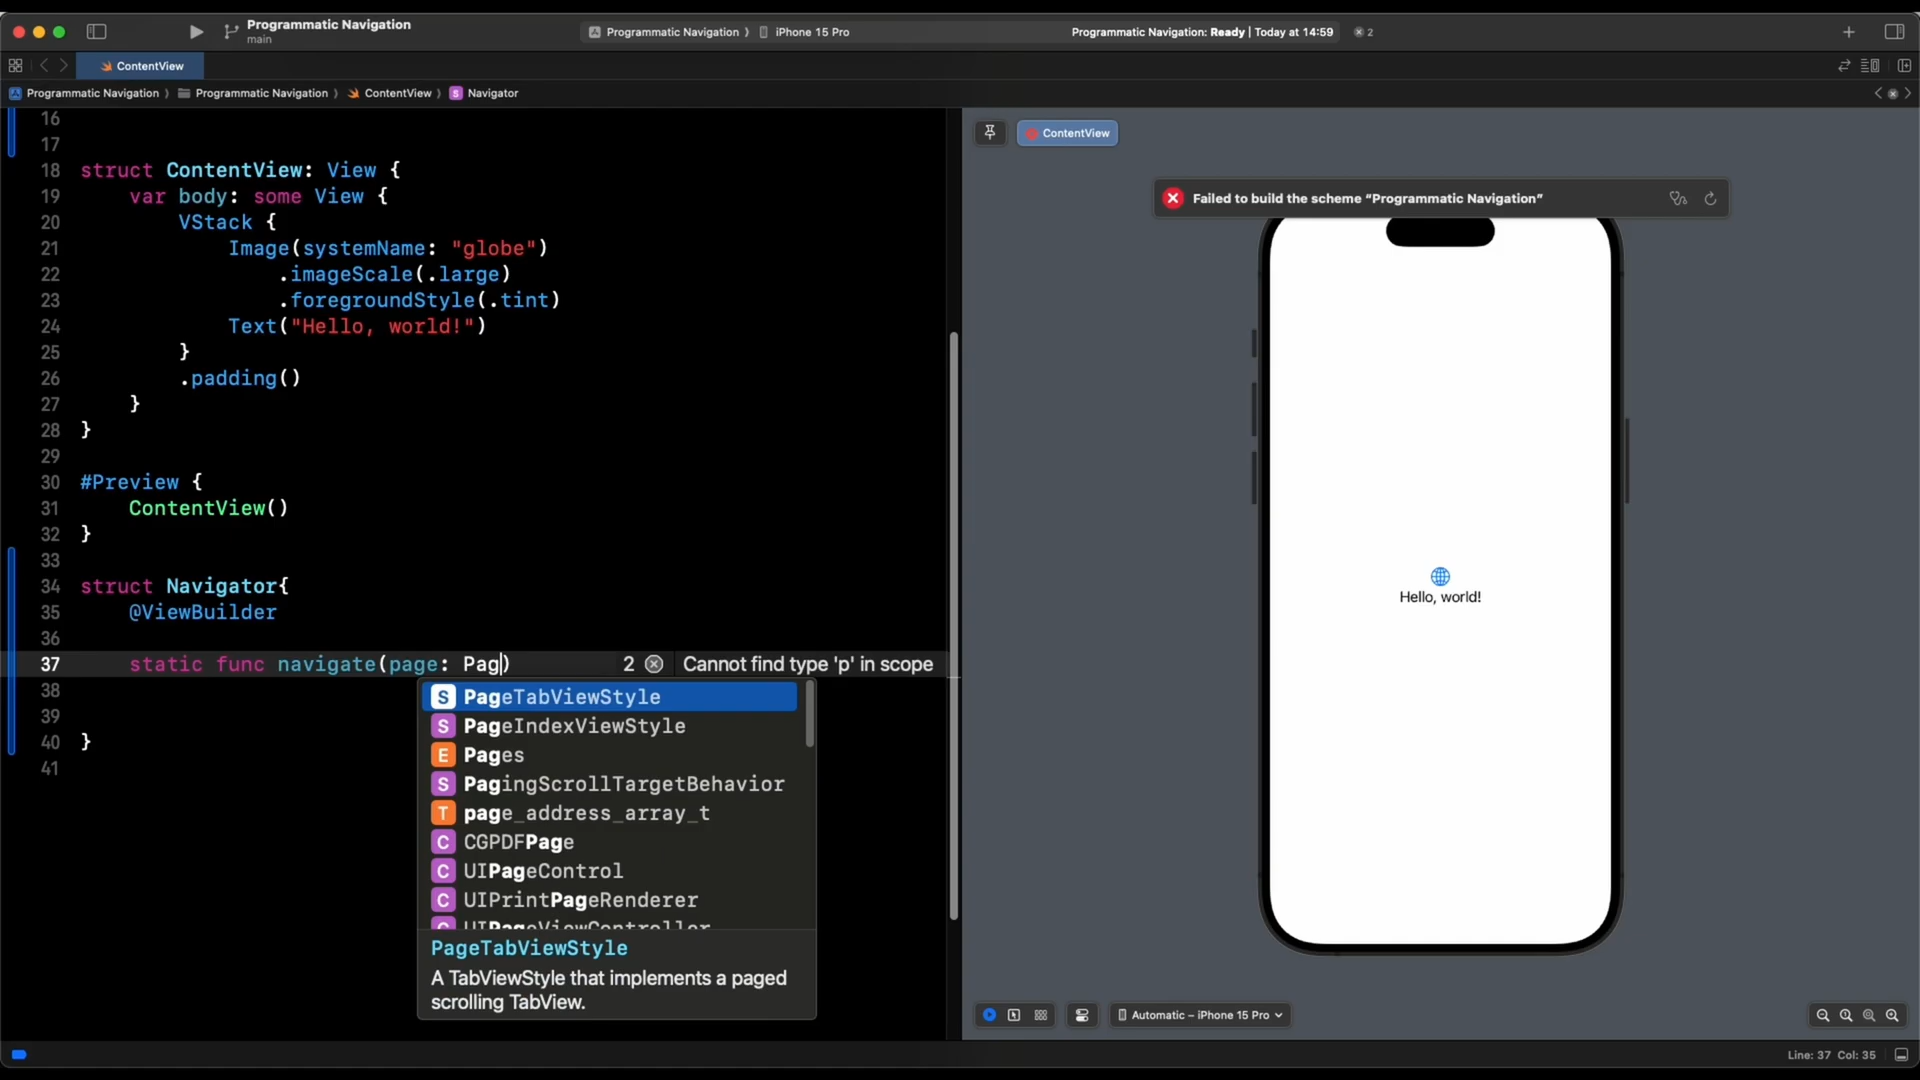 Programmatic Navigation
main
Programmatic Navigation 〉 iPhone 15 Pro
Programmatic Navigation: Ready | Today at 14:59
2
ContentView
Programmatic Navigation 〉 Programmatic Navigation 〉 ContentView 〉 S Navigator
16
17
18 struct ContentView: View {
19 var body: some View {
20 VStack {
21 Image(systemName: "globe")
22 .imageScale(.large)
23 .foregroundStyle(.tint)
24 Text("Hello, world!")
25 }
26 .padding()
27 }
28 }
29
30 #Preview {
31 ContentView()
32 }
33
34 struct Navigator{
35 @ViewBuilder
36
37 static func navigate(page: Pag) 2 Cannot find type 'p' in scope
38
39
40 }
41
S PageTabViewStyle
S PageIndexViewStyle
E Pages
S PagingScrollTargetBehavior
T page_address_array_t
C CGPDFPage
C UIPageControl
C UIPrintPageRenderer
C UIPageViewController
PageTabViewStyle
A TabViewStyle that implements a paged
scrolling TabView.
ContentView
Failed to build the scheme “Programmatic Navigation”
Hello, world!
Automatic – iPhone 15 Pro
Line: 37 Col: 35